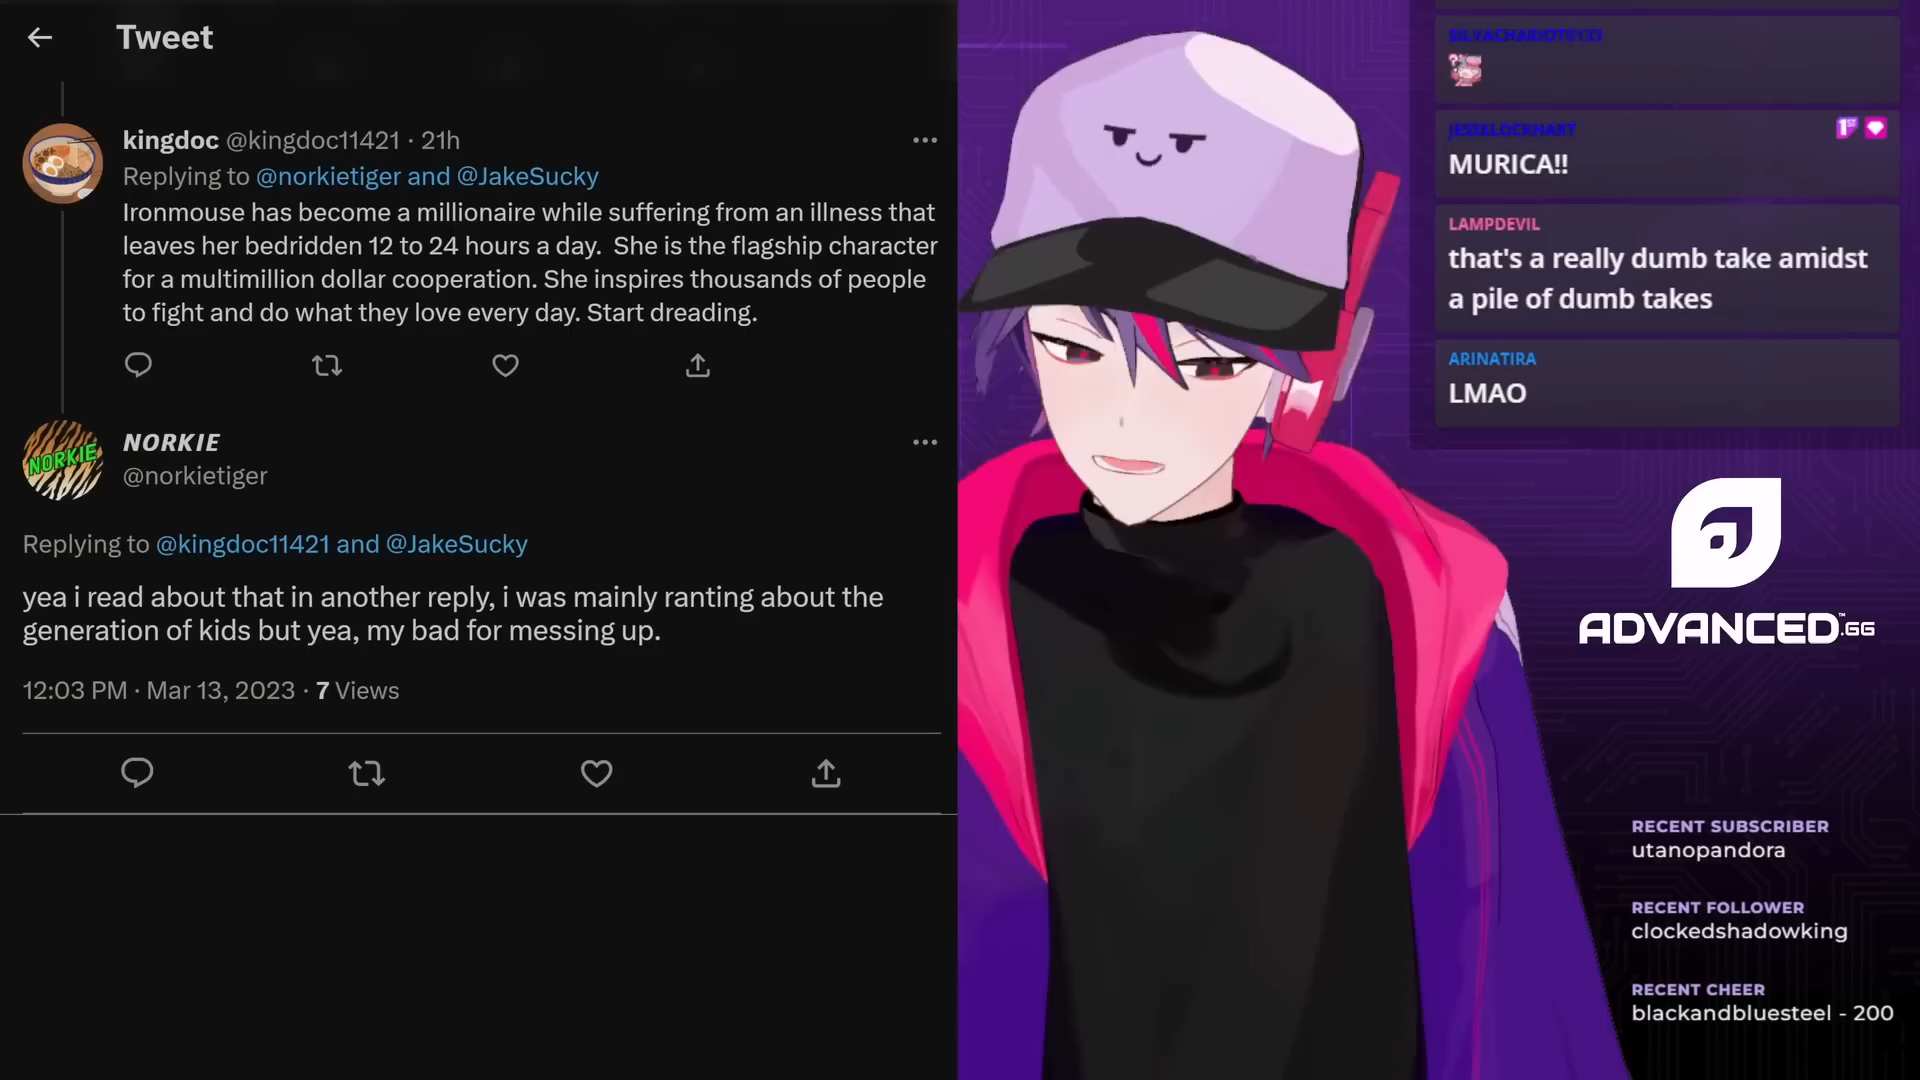 Tweet
kingdoc @kingdoc11421 · 21h
Replying to @norkietiger and @JakeSucky
Ironmouse has become a millionaire while suffering from an illness that
leaves her bedridden 12 to 24 hours a day.  She is the flagship character
for a multimillion dollar cooperation. She inspires thousands of people
to fight and do what they love every day. Start dreading.
NORKIE
NORKIE
@norkietiger
Replying to @kingdoc11421 and @JakeSucky
yea i read about that in another reply, i was mainly ranting about the
generation of kids but yea, my bad for messing up.
12:03 PM · Mar 13, 2023 · 7 Views
JESSELOCKHART
1ST
MURICA!!
LAMPDEVIL
that's a really dumb take amidst
a pile of dumb takes
ARINATIRA
LMAO
ADVANCED.GG
™
RECENT SUBSCRIBER
utanopandora
RECENT FOLLOWER
clockedshadowking
RECENT CHEER
blackandbluesteel - 200